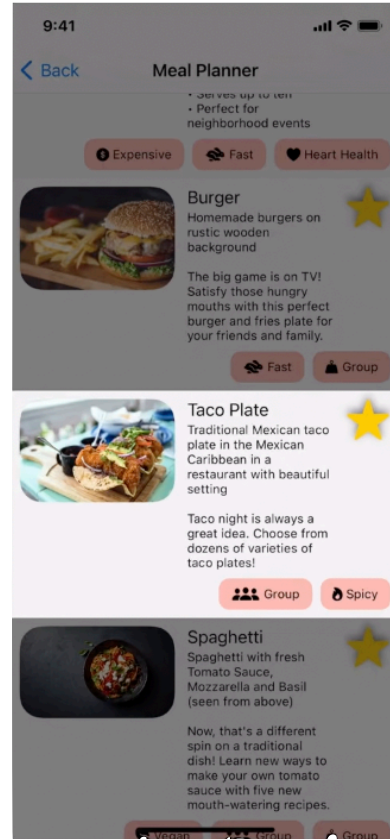 9:41
Back
Meal Planner
• Serves up to ten
• Perfect for
neighborhood events
Expensive
Fast
Heart Health
Burger
Homemade burgers on
rustic wooden
background
The big game is on TV!
Satisfy those hungry
mouths with this perfect
burger and fries plate for
your friends and family.
Fast
Group
Taco Plate
Traditional Mexican taco
plate in the Mexican
Caribbean in a
restaurant with beautiful
setting
Taco night is always a
great idea. Choose from
dozens of varieties of
taco plates!
Group
Spicy
Spaghetti
Spaghetti with fresh
Tomato Sauce,
Mozzarella and Basil
(seen from above)
Now, that's a different
spin on a traditional
dish! Learn new ways to
make your own tomato
sauce with five new
mouth-watering recipes.
Vegan
Group
Group